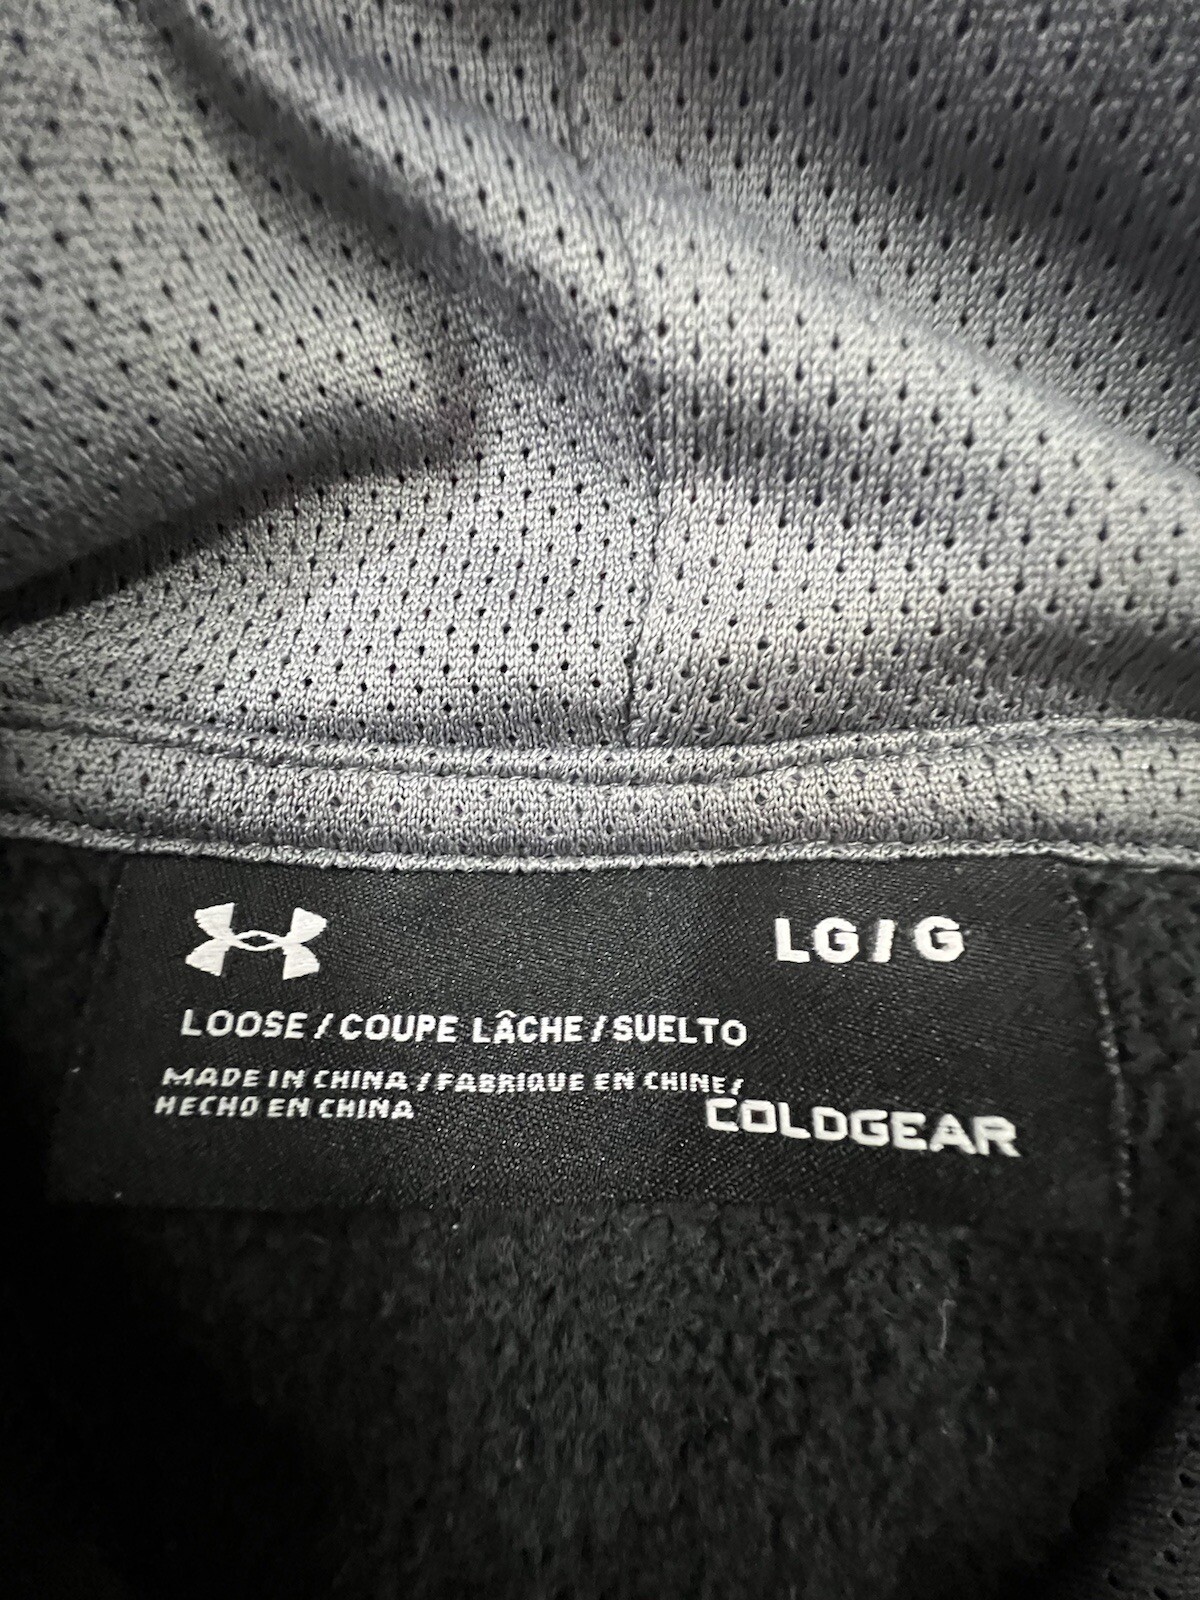 LG/G
LOOSE/COUPE LÂCHE/SUELTO
MADE IN CHINA/FABRIQUE EN CHINE/
HECHO EN CHINA
COLDGEAR